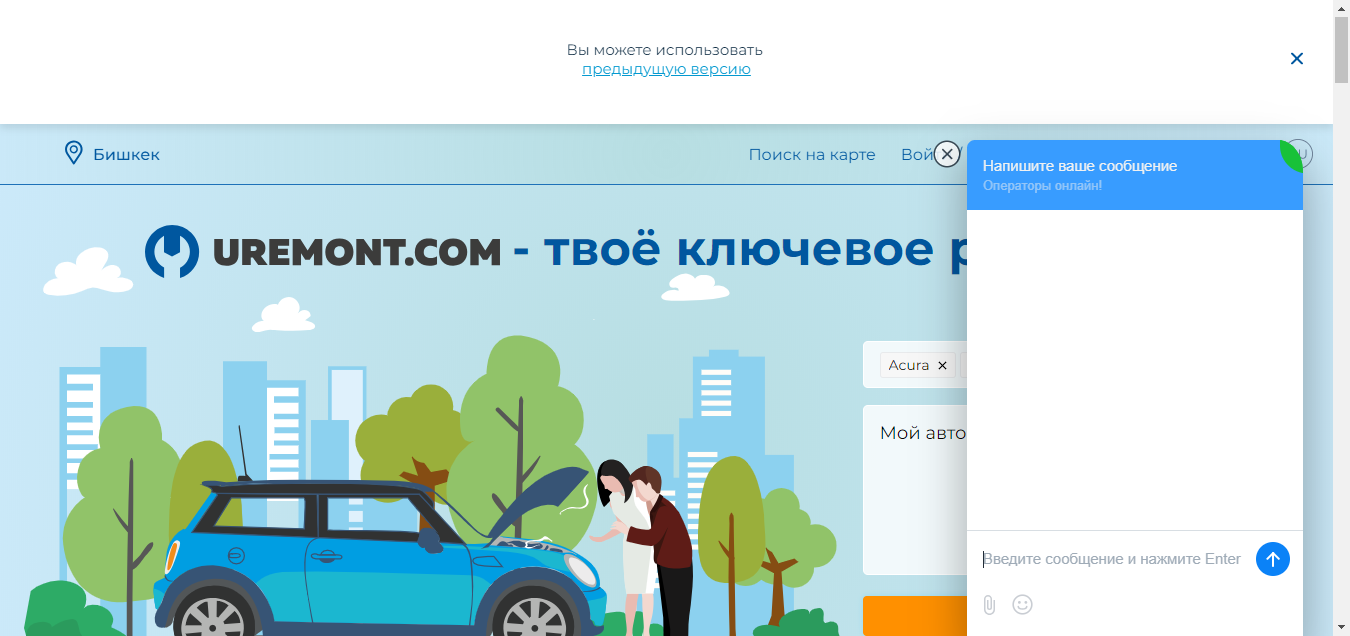 Вы можете использовать
предыдущую версию
Бишкек
Поиск на карте
UREMONT.COM - твоё ключевое
Acura
Мой авто
Напишите ваше сообщение
Операторы онлайн!
Введите сообщение и нажмите Enter